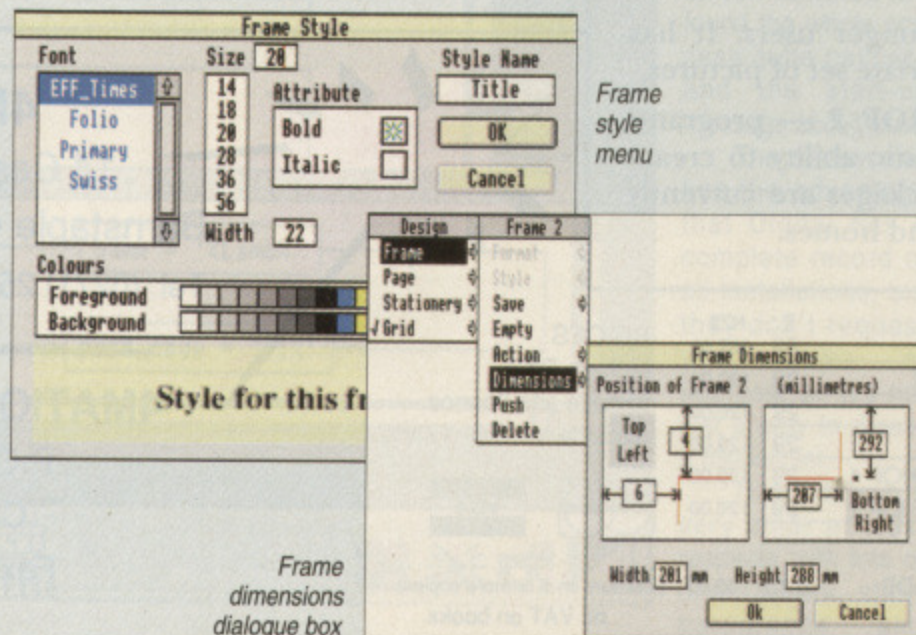 Frame Style
Font
EFF_Times
Folio
Primary
Swiss
Size 20
14
18
20
28
36
56
Width 22
Attribute
Bold
Italic
Style Name
Title
OK
Cancel
Colours
Foreground
Background
Style for this fr
Frame
style
menu
Design
Frame
Page
Stationery
√Grid
Frame 2
Format
Style
Save
Empty
Action
Dimensions
Push
Delete
Frame Dimensions
Position of Frame 2 (millimetres)
Top
Left
4
6
292
207
Bottom
Right
Width 201 mm Height 288 mm
Ok Cancel
Frame
dimensions
dialogue box